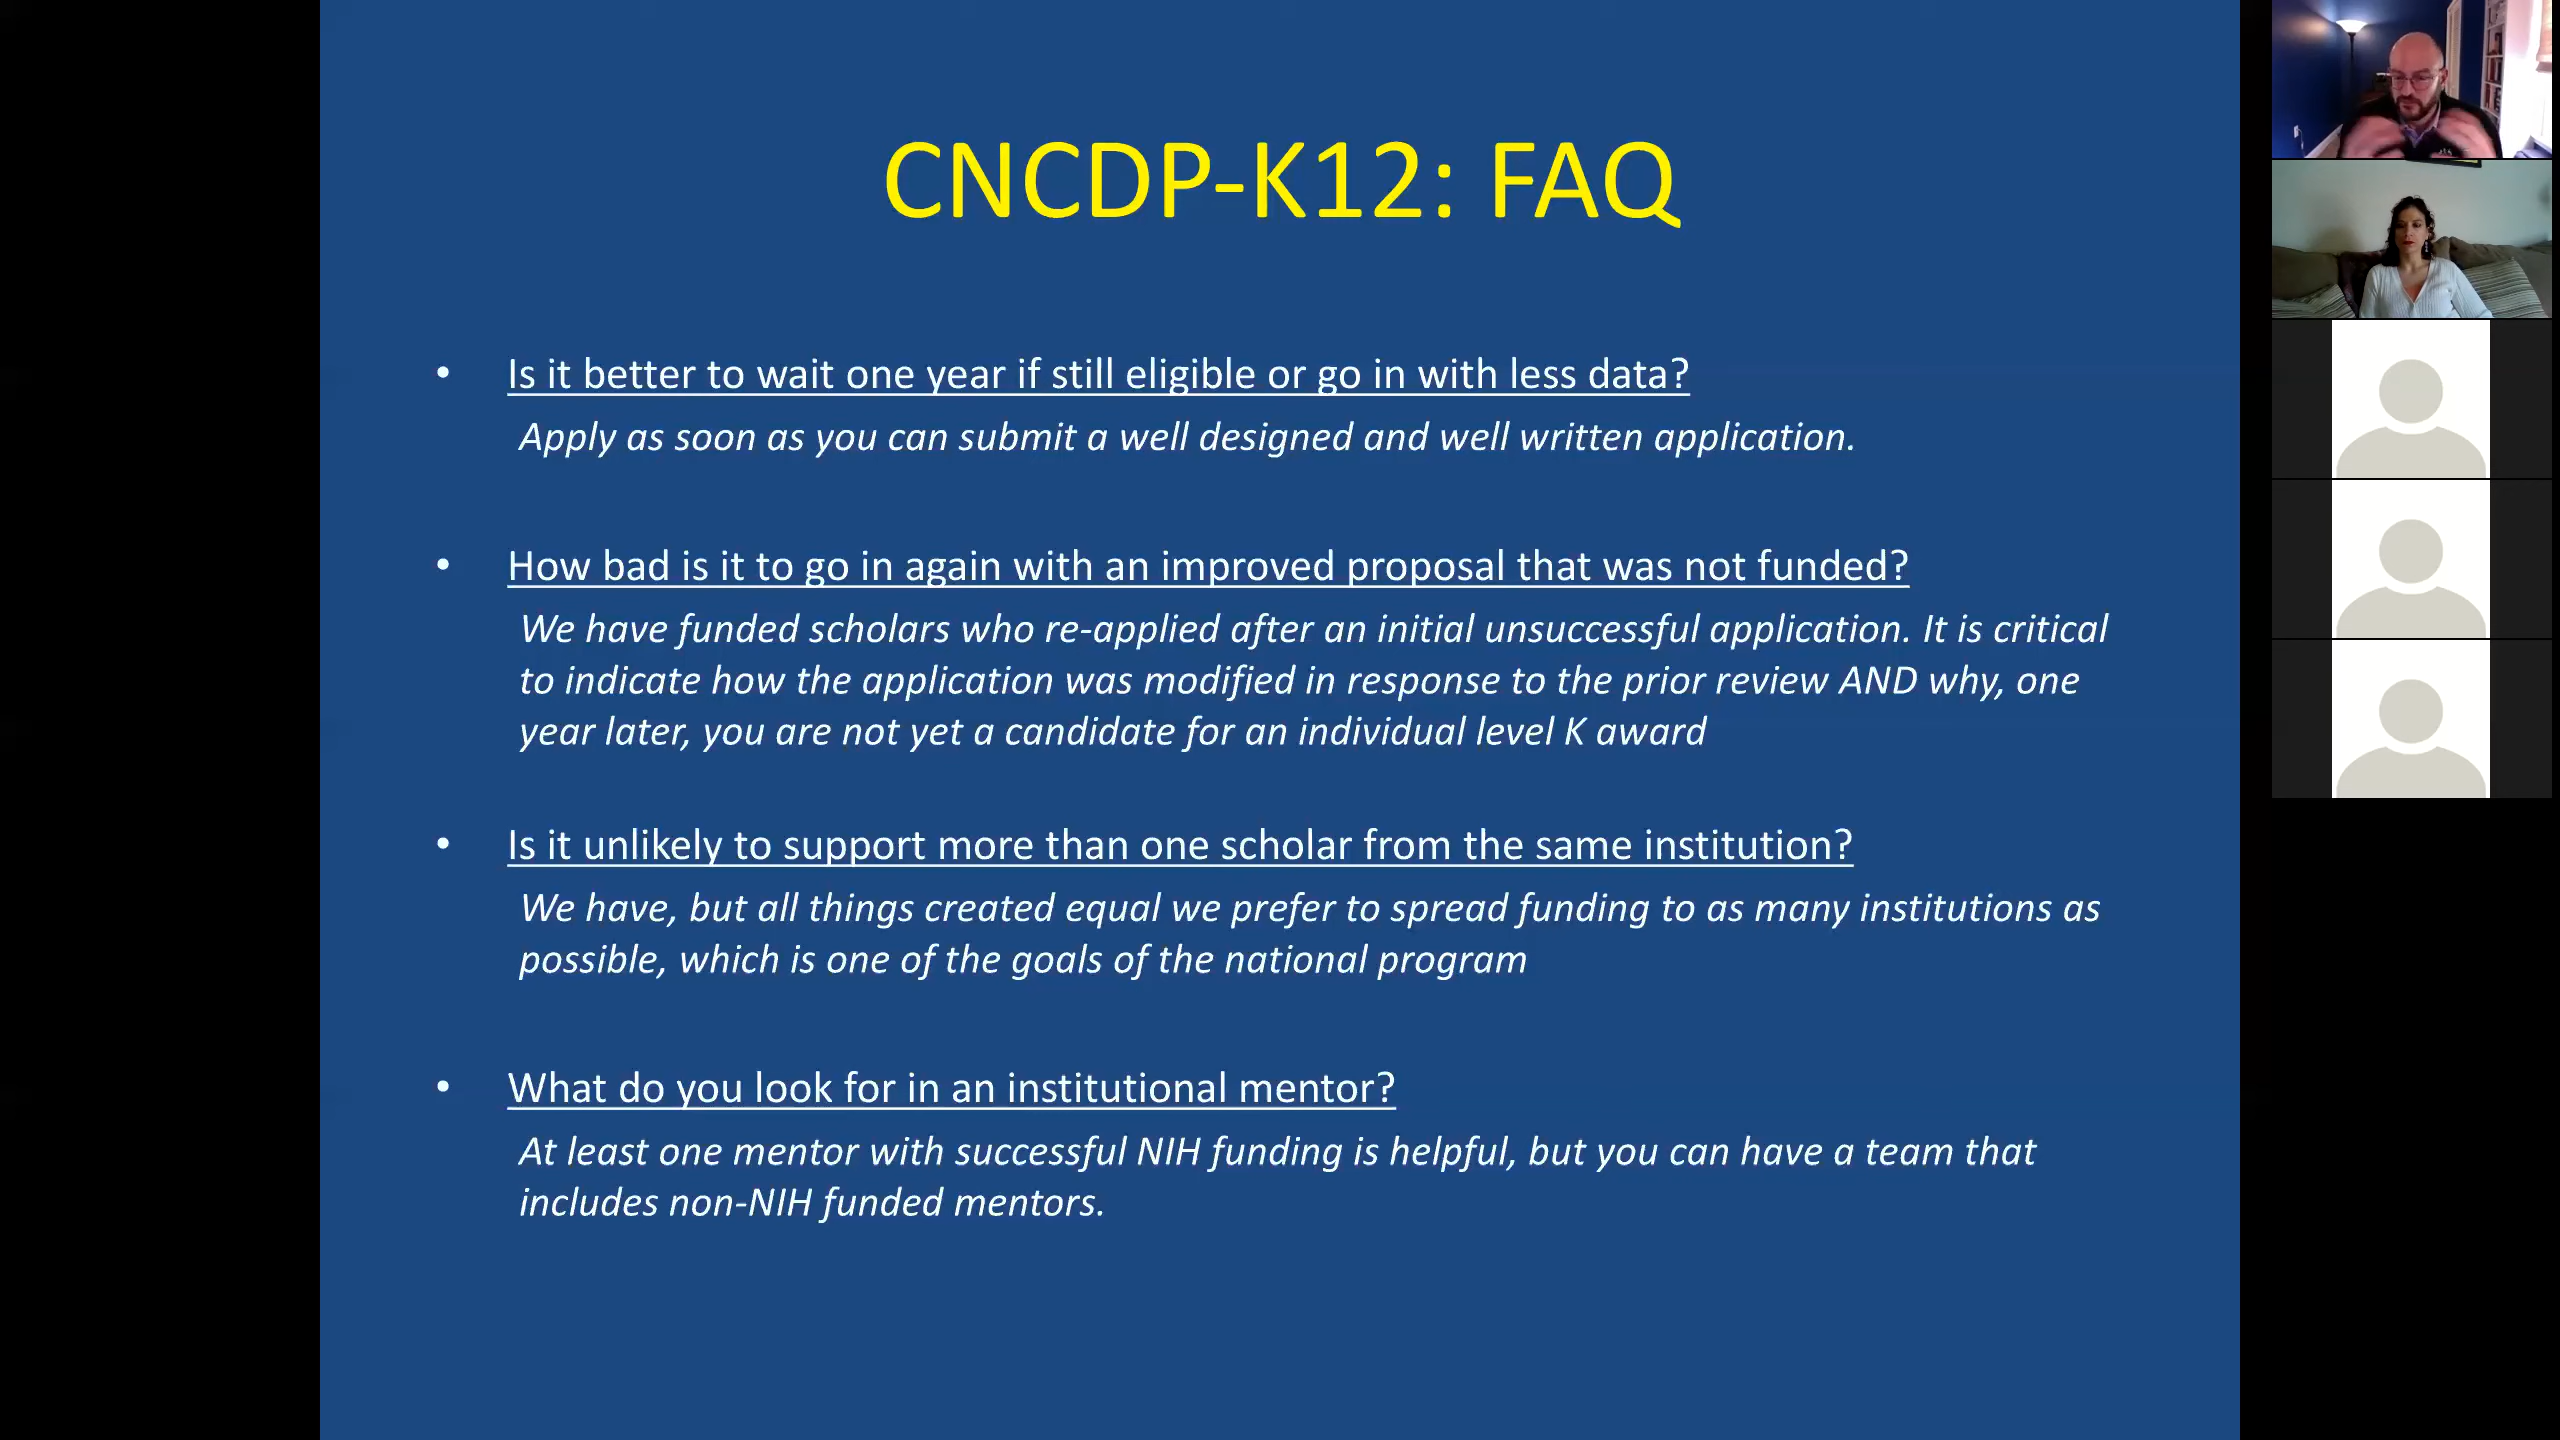 CNCDP-K12: FAQ
• Is it better to wait one year if still eligible or go in with less data?
Apply as soon as you can submit a well designed and well written application.
• How bad is it to go in again with an improved proposal that was not funded?
We have funded scholars who re-applied after an initial unsuccessful application. It is critical
to indicate how the application was modified in response to the prior review AND why, one
year later, you are not yet a candidate for an individual level K award
• Is it unlikely to support more than one scholar from the same institution?
We have, but all things created equal we prefer to spread funding to as many institutions as
possible, which is one of the goals of the national program
• What do you look for in an institutional mentor?
At least one mentor with successful NIH funding is helpful, but you can have a team that
includes non-NIH funded mentors.